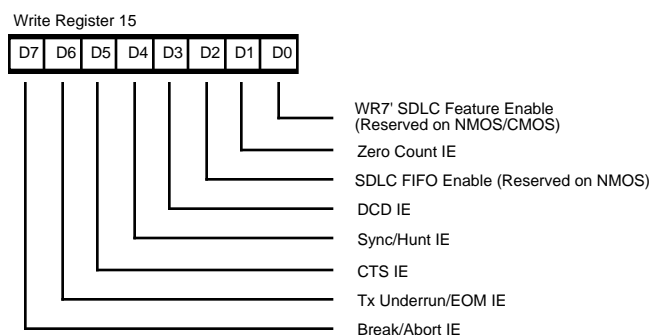 Write Register 15
D7 D6 D5 D4 D3 D2 D1 D0
WR7' SDLC Feature Enable
(Reserved on NMOS/CMOS)
Zero Count IE
SDLC FIFO Enable (Reserved on NMOS)
DCD IE
Sync/Hunt IE
CTS IE
Tx Underrun/EOM IE
Break/Abort IE